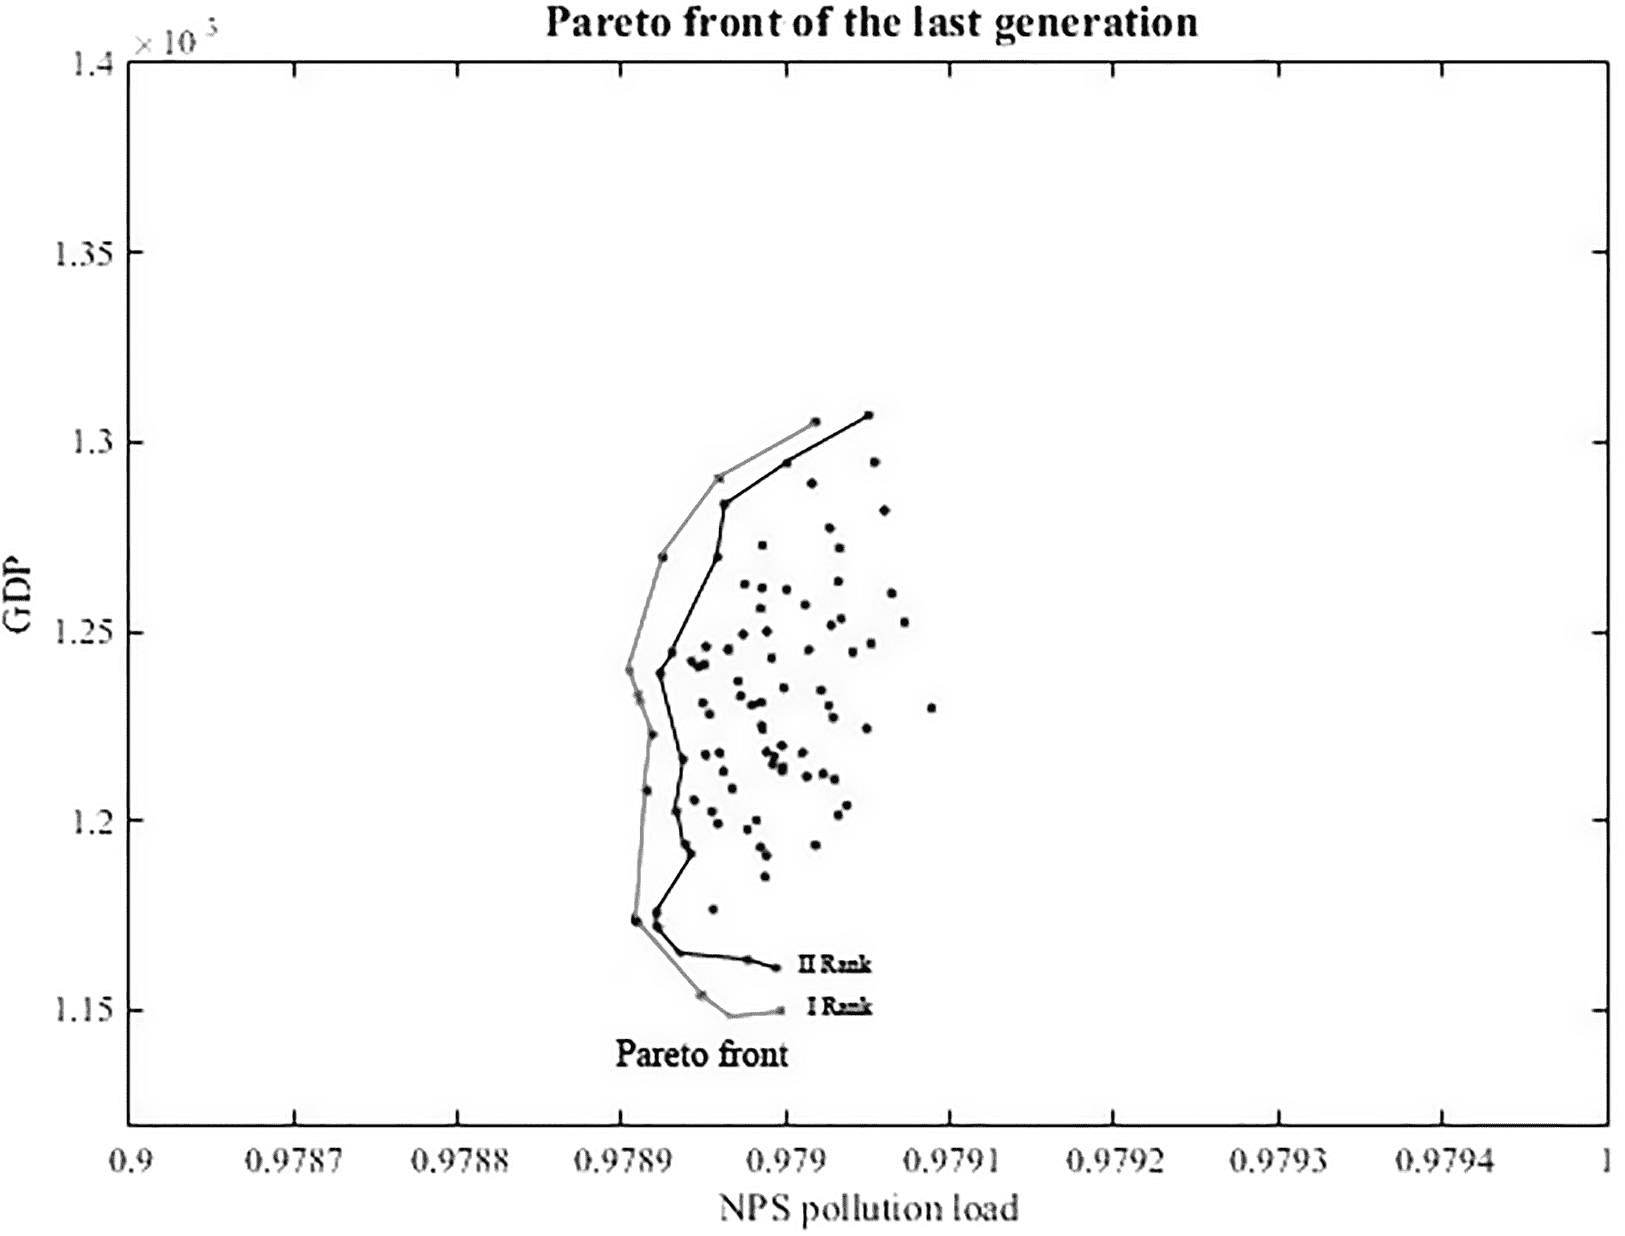 Pareto front of the last generation
× 10 5
1.4
1.35
1.3
1.25
1.2
1.15
GDP
II Rank
I Rank
Pareto front
0.9 0.9787 0.9788 0.9789 0.979 0.9791 0.9792 0.9793 0.9794 1
NPS pollution load